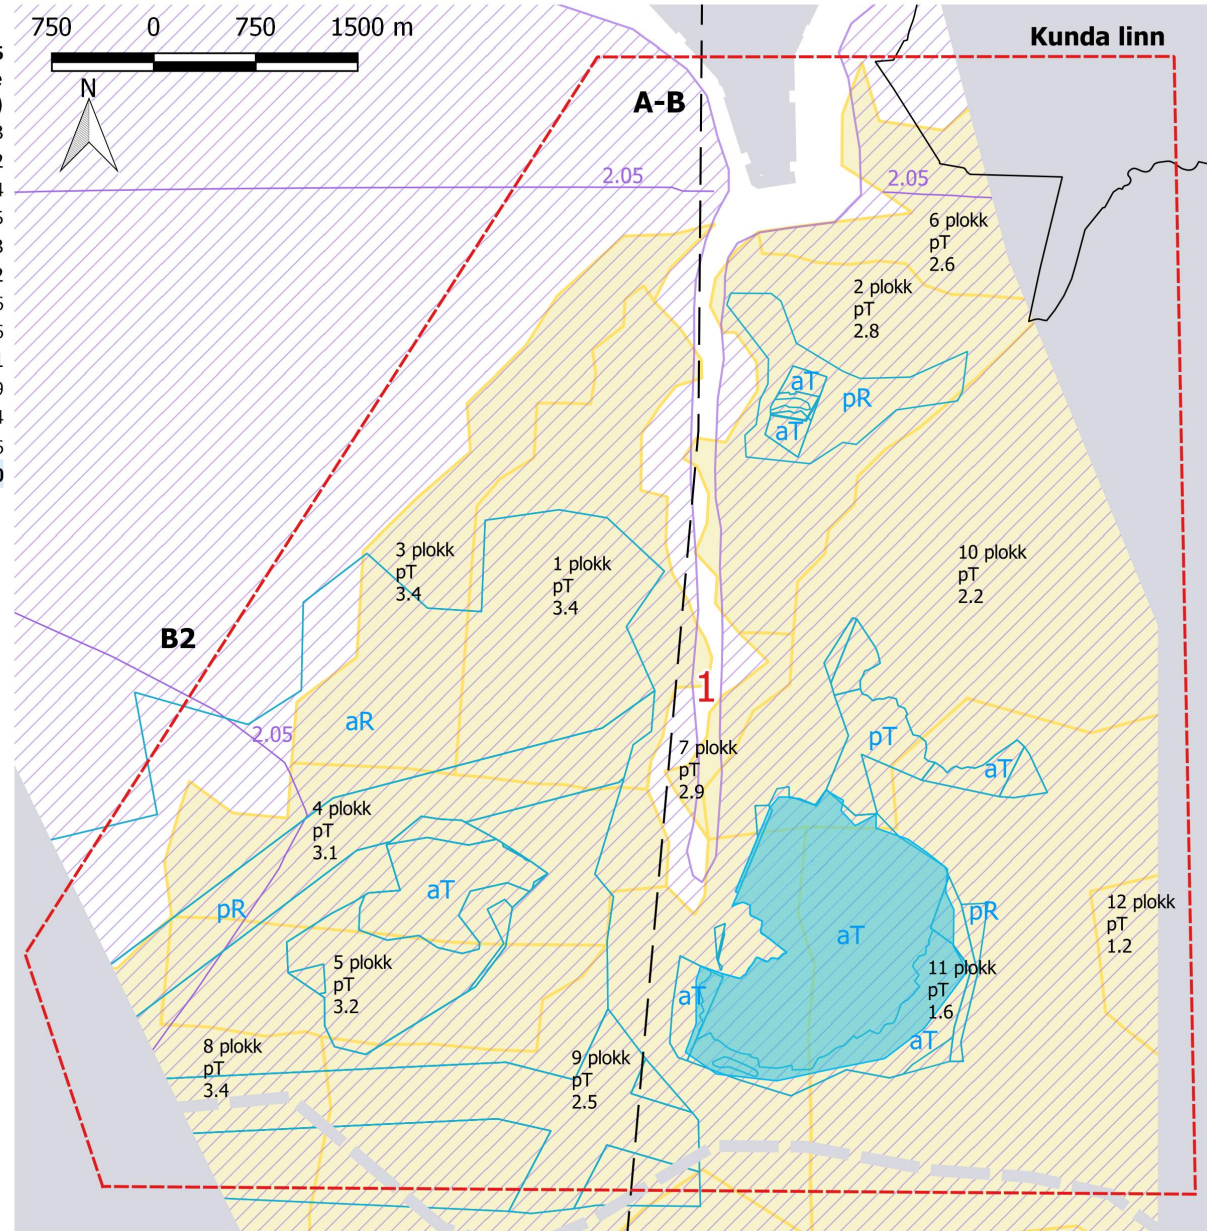 750 0 750 1500 m
Kunda linn
N
A-B
2.05
2.05
6 plokk
pT
2.6
2 plokk
pT
2.8
aT
pR
aT
3 plokk
pT
3.4
1 plokk
pT
3.4
10 plokk
pT
2.2
B2
1
aR
2.05
pT
7 plokk
pT
2.9
aT
4 plokk
pT
3.1
aT
pR
12 plokk
pT
1.2
pR
aT
5 plokk
pT
3.2
11 plokk
pT
1.6
aT
aT
8 plokk
pT
3.4
9 plokk
pT
2.5